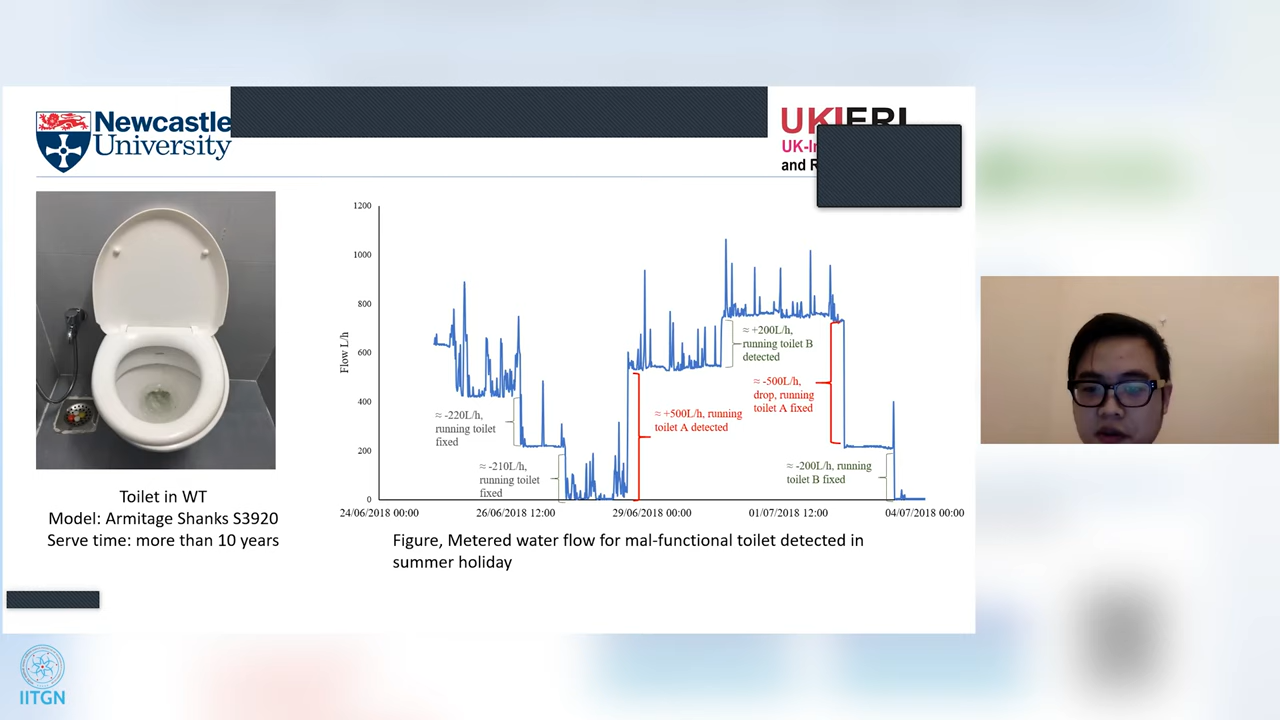 Newcastle
University
UKIERI
UK-In
and R
1200
1000
800
600
400
200
0
Flow L/h
≈ -220L/h,
running toilet
fixed
≈ -210L/h,
running toilet
fixed
≈ +500L/h, running
toilet A detected
≈ +200L/h,
running toilet B
detected
≈ -500L/h,
drop, running
toilet A fixed
≈ -200L/h, running
toilet B fixed
24/06/2018 00:00 26/06/2018 12:00 29/06/2018 00:00 01/07/2018 12:00 04/07/2018 00:00
Toilet in WT
Model: Armitage Shanks S3920
Serve time: more than 10 years
Figure, Metered water flow for mal-functional toilet detected in
summer holiday
IITGN